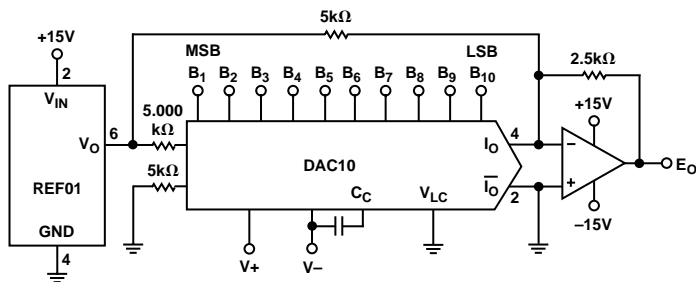 5kΩ
+15V
MSB
LSB
2.5kΩ
2
B1 B2 B3 B4 B5 B6 B7 B8 B9 B10
VIN
+15V
5.000
kΩ
VO
6
IO
4
−
REF01
5kΩ
DAC10
EO
CC
VLC
IO
2
+
GND
−15V
4
V+
V−